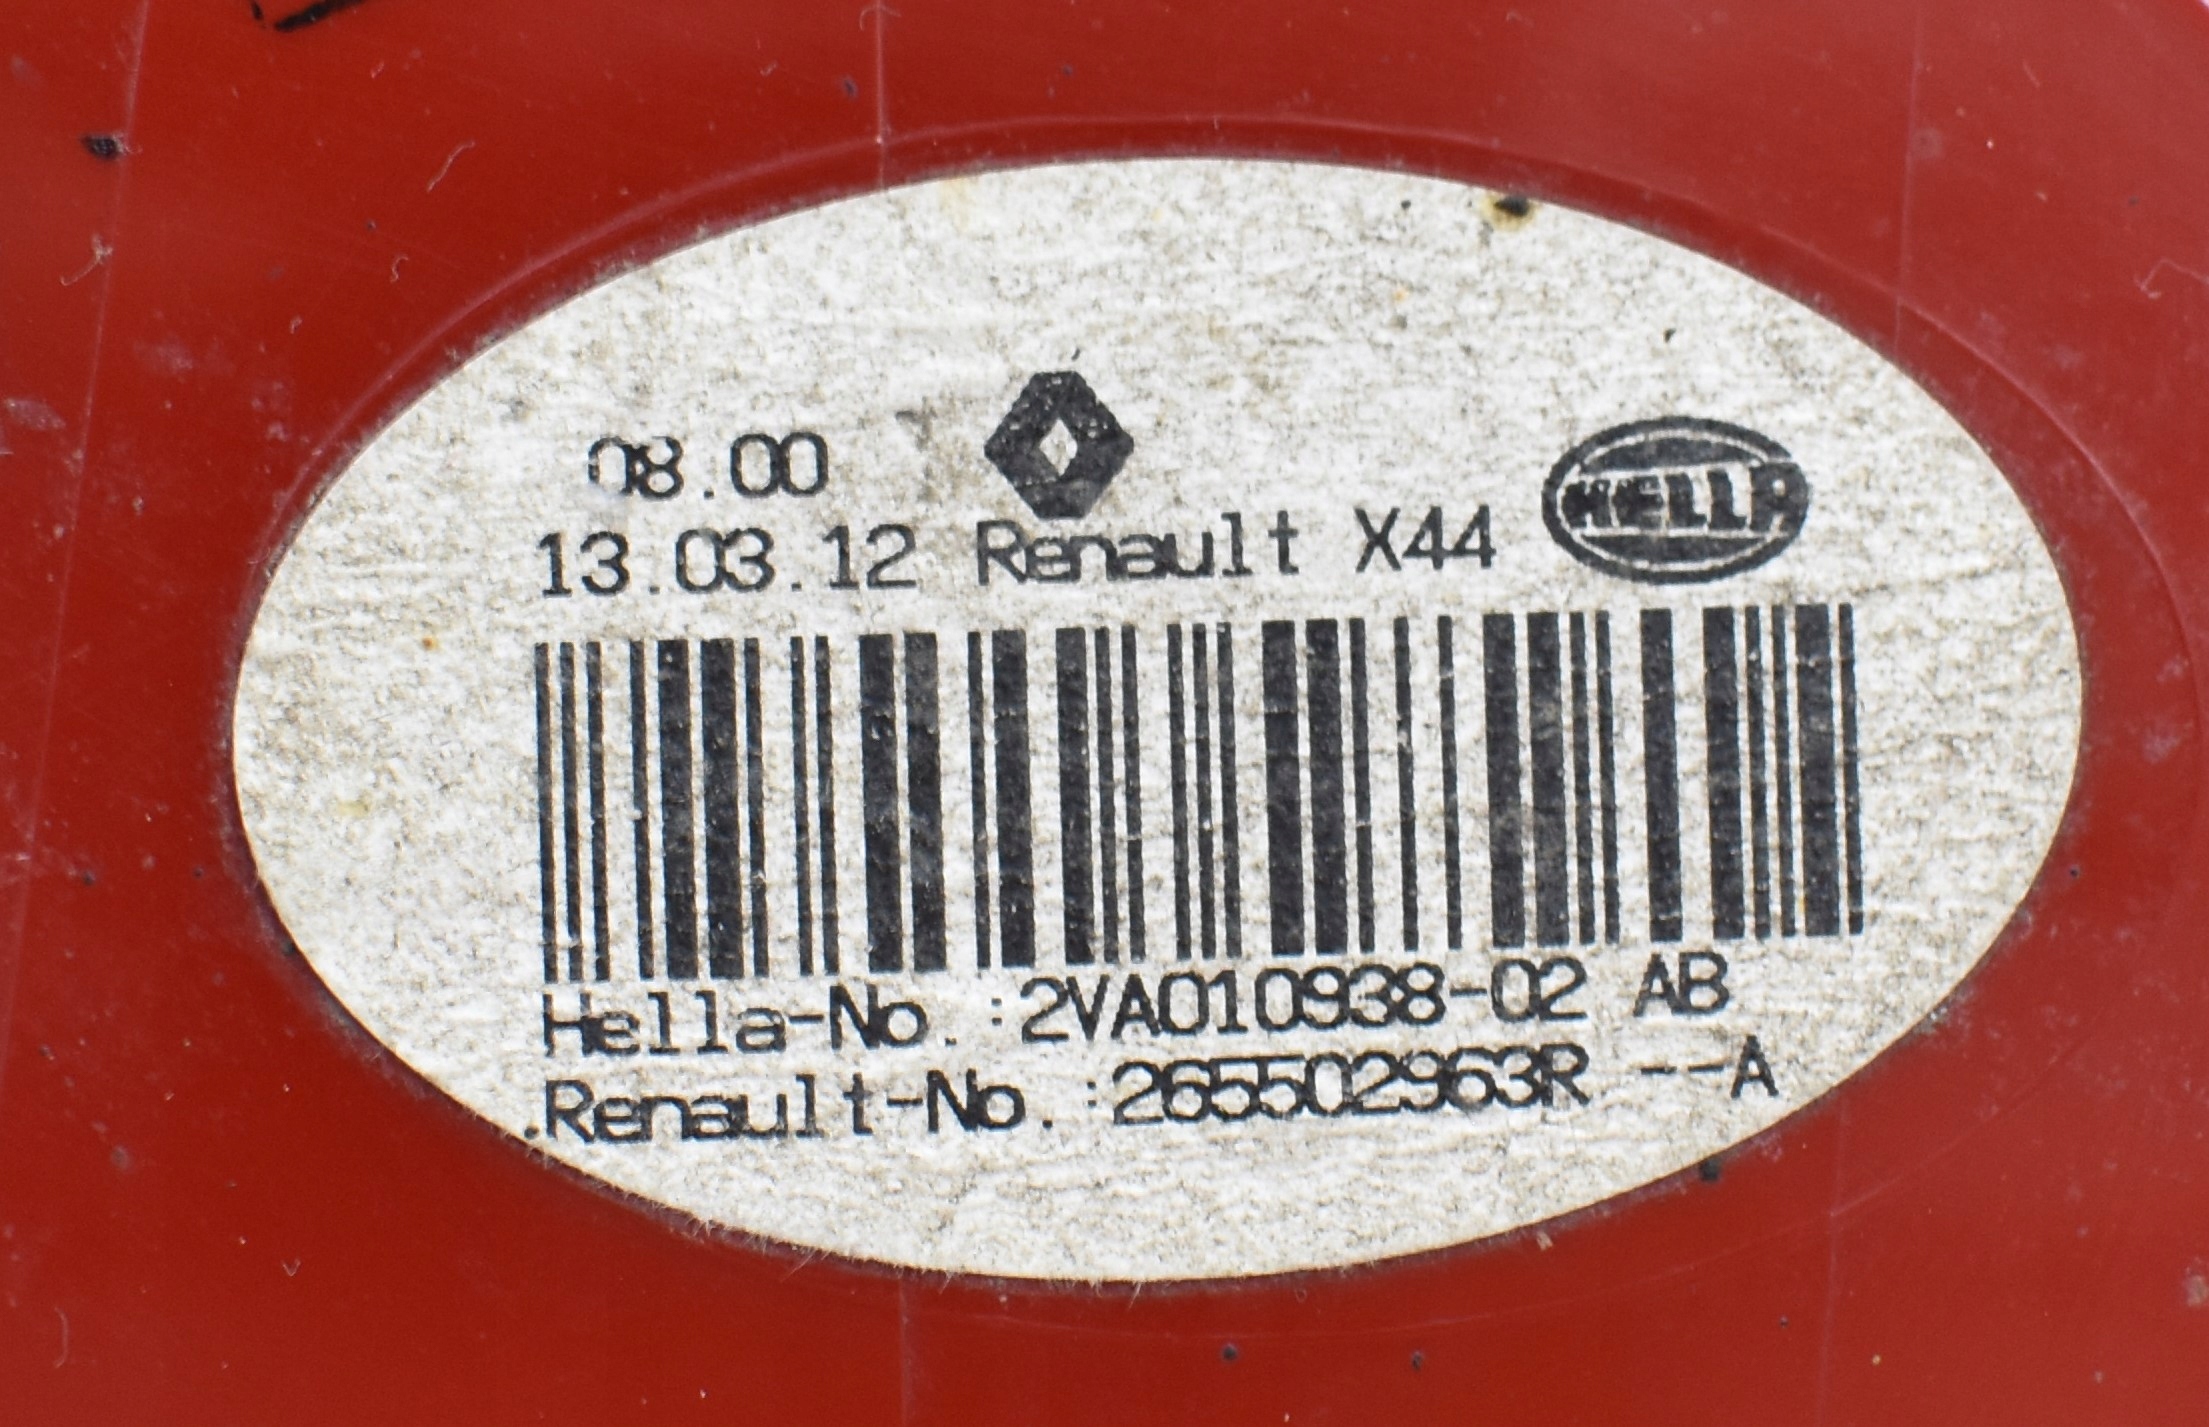 08.00
13.03.12 Renault X44
HELLA
Hella-No.:2VA010938-02 AB
Renault-No.:265502963R --A